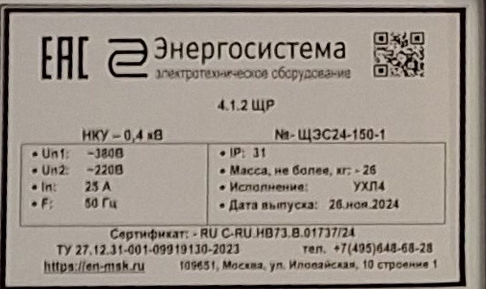 ЕАС Энергосистема
электротехническое оборудование
4.1.2 ЩР
НКУ – 0,4 кВ №- ЩЭС24-150-1
• Un1: ~380В • IP: 31
• Un2: ~220В • Масса, не более, кг: - 26
• In: 25 А • Исполнение: УХЛ4
• F: 50 Гц • Дата выпуска: 26.ноя.2024
Сертификат: - RU С-RU.НВ73.В.01737/24
ТУ 27.12.31-001-09919130-2023 тел. +7(495)648-68-28
https://en-msk.ru 109651, Москва, ул. Иловайская, 10 строение 1